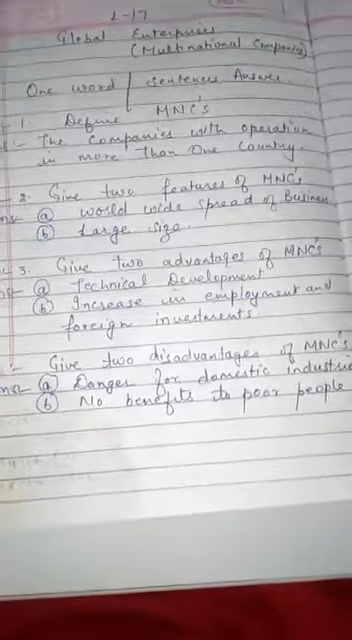 L-17
Global Enterprises
(Multinational Companies)
One word / sentences Answer.
1. Define MNC's
:- The Companies with operation
in more than One Country.
2. Give two features of MNC's
Ans- (a) world wide spread of Business
(b) Large size.
3. Give two advantages of MNC's
(a) Technical Development
(b) Increase in employment and
foreign investments
Give two disadvantages of MNC's
(a) Danger for domestic industrie
(b) No benefits to poor people